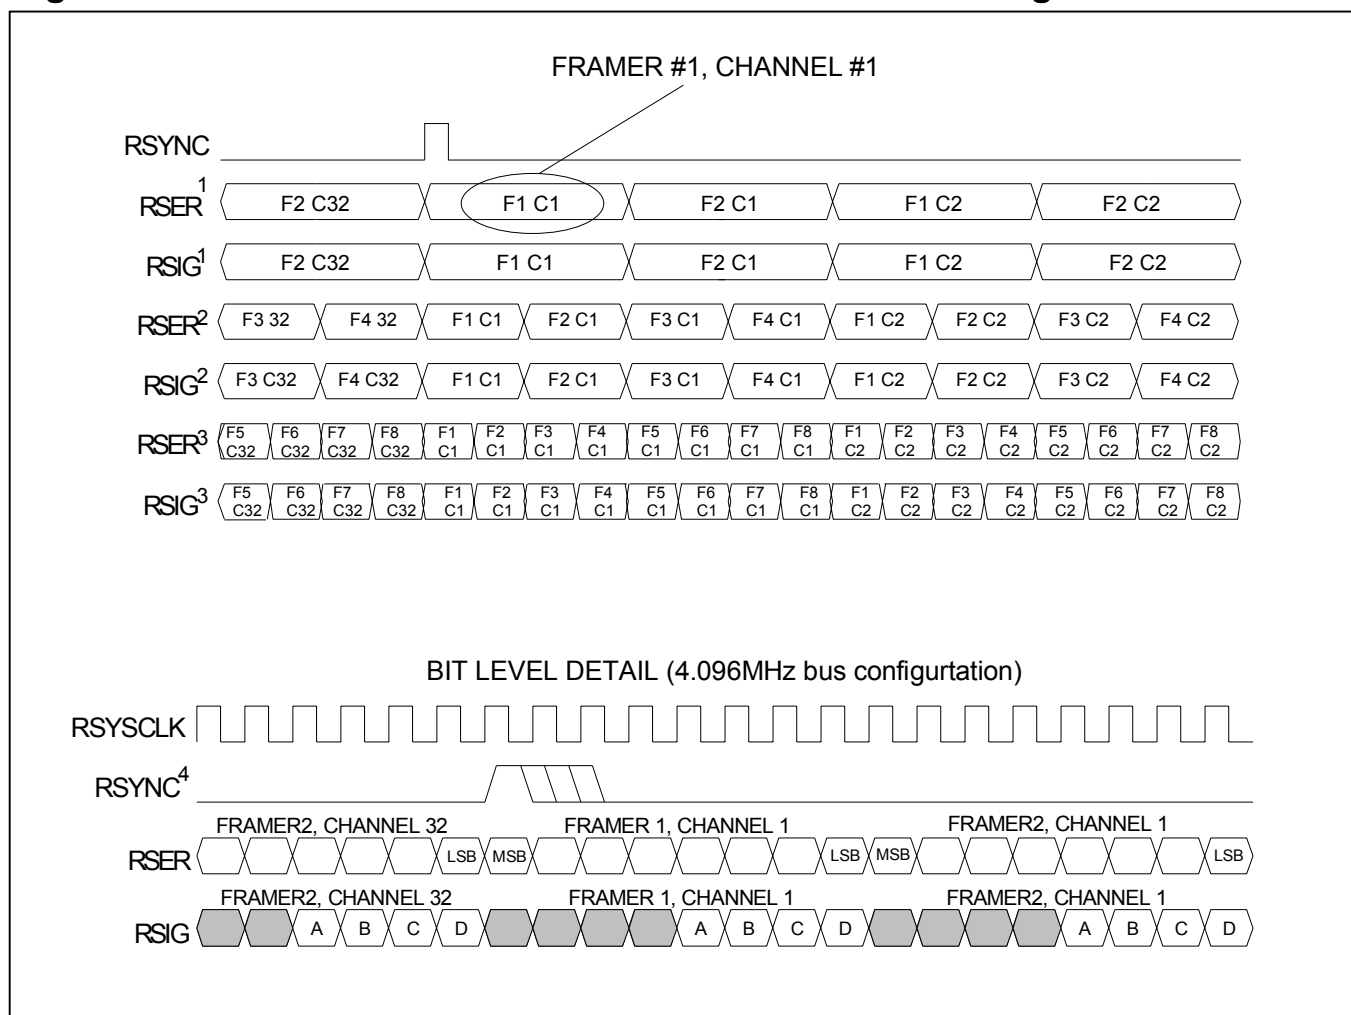 FRAMER #1, CHANNEL #1
RSYNC
RSER1 F2 C32 F1 C1 F2 C1 F1 C2 F2 C2
RSIG1 F2 C32 F1 C1 F2 C1 F1 C2 F2 C2
RSER2 F3 32 F4 32 F1 C1 F2 C1 F3 C1 F4 C1 F1 C2 F2 C2 F3 C2 F4 C2
RSIG2 F3 C32 F4 C32 F1 C1 F2 C1 F3 C1 F4 C1 F1 C2 F2 C2 F3 C2 F4 C2
F5 F6 F7 F8 F1 F2 F3 F4 F5 F6 F7 F8 F1 F2 F3 F4 F5 F6 F7 F8
RSER3 C32 C32 C32 C32 C1 C1 C1 C1 C1 C1 C1 C1 C2 C2 C2 C2 C2 C2 C2 C2
F5 F6 F7 F8 F1 F2 F3 F4 F5 F6 F7 F8 F1 F2 F3 F4 F5 F6 F7 F8
RSIG3 C32 C32 C32 C32 C1 C1 C1 C1 C1 C1 C1 C1 C2 C2 C2 C2 C2 C2 C2 C2
BIT LEVEL DETAIL (4.096MHz bus configurtation)
RSYSCLK
RSYNC4
FRAMER2, CHANNEL 32 FRAMER 1, CHANNEL 1 FRAMER2, CHANNEL 1
RSER LSB MSB LSB MSB LSB
FRAMER2, CHANNEL 32 FRAMER 1, CHANNEL 1 FRAMER2, CHANNEL 1
RSIG A B C D A B C D A B C D